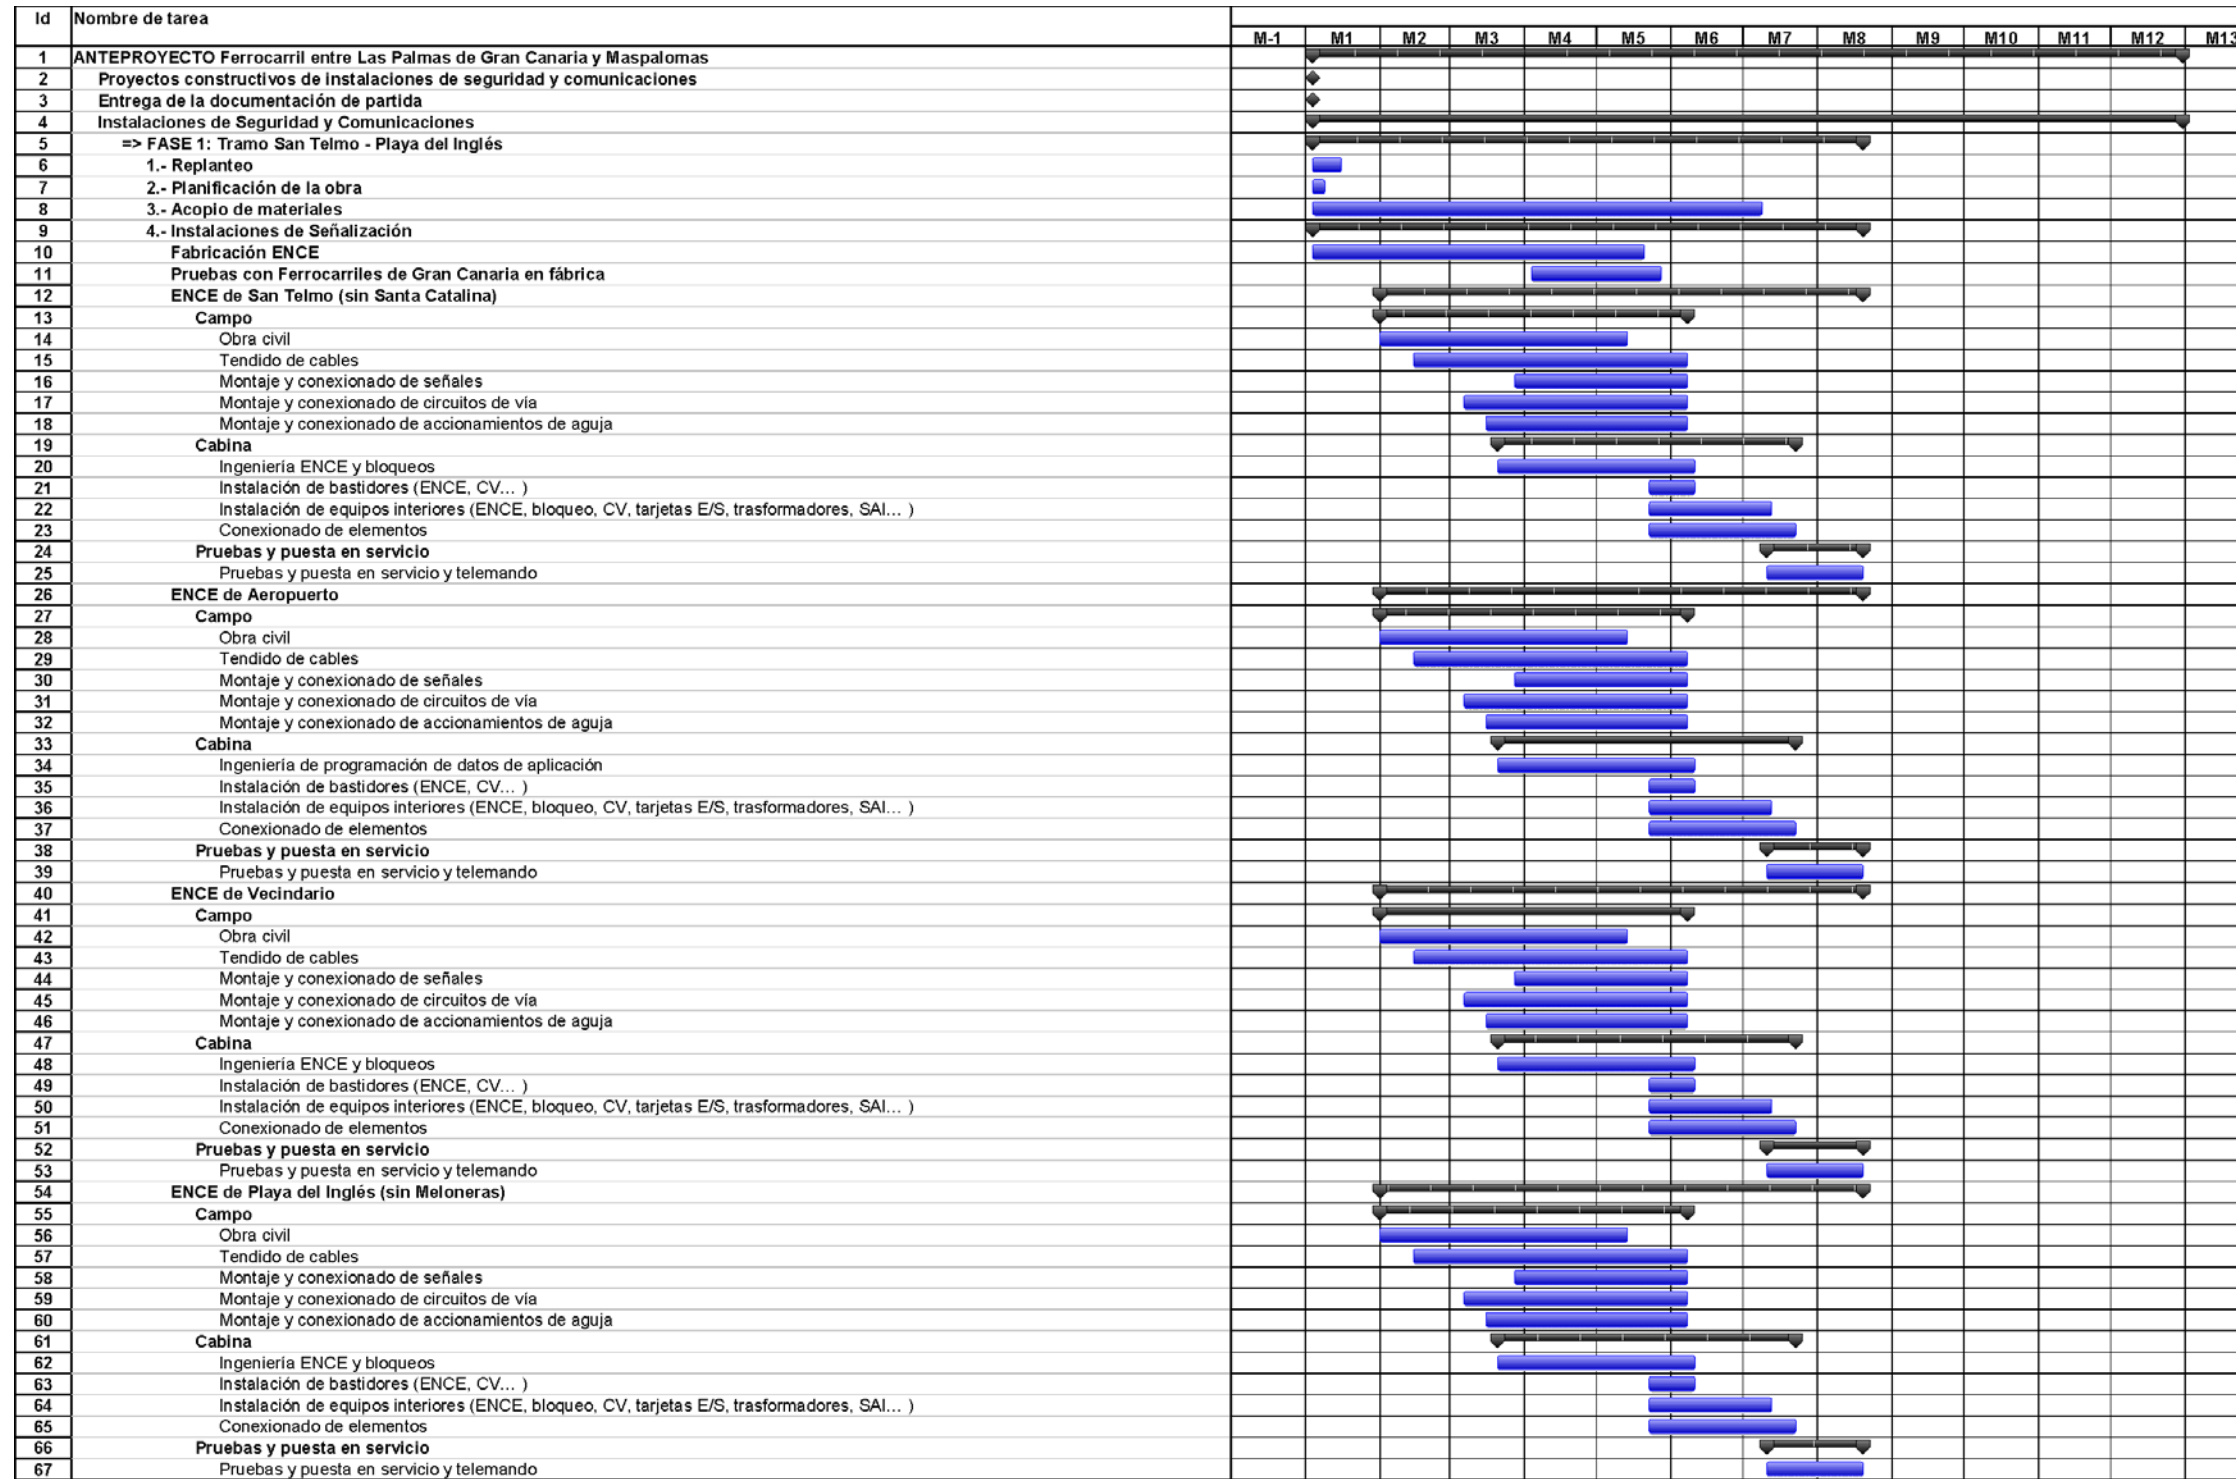 Id Nombre de tarea
M-1 M1 M2 M3 M4 M5 M6 M7 M8 M9 M10 M11 M12 M13
1 ANTEPROYECTO Ferrocarril entre Las Palmas de Gran Canaria y Maspalomas
2 Proyectos constructivos de instalaciones de seguridad y comunicaciones
3 Entrega de la documentación de partida
4 Instalaciones de Seguridad y Comunicaciones
5 => FASE 1: Tramo San Telmo - Playa del Inglés
6 1.- Replanteo
7 2.- Planificación de la obra
8 3.- Acopio de materiales
9 4.- Instalaciones de Señalización
10 Fabricación ENCE
11 Pruebas con Ferrocarriles de Gran Canaria en fábrica
12 ENCE de San Telmo (sin Santa Catalina)
13 Campo
14 Obra civil
15 Tendido de cables
16 Montaje y conexionado de señales
17 Montaje y conexionado de circuitos de vía
18 Montaje y conexionado de accionamientos de aguja
19 Cabina
20 Ingeniería ENCE y bloqueos
21 Instalación de bastidores (ENCE, CV... )
22 Instalación de equipos interiores (ENCE, bloqueo, CV, tarjetas E/S, trasformadores, SAI... )
23 Conexionado de elementos
24 Pruebas y puesta en servicio
25 Pruebas y puesta en servicio y telemando
26 ENCE de Aeropuerto
27 Campo
28 Obra civil
29 Tendido de cables
30 Montaje y conexionado de señales
31 Montaje y conexionado de circuitos de vía
32 Montaje y conexionado de accionamientos de aguja
33 Cabina
34 Ingeniería de programación de datos de aplicación
35 Instalación de bastidores (ENCE, CV... )
36 Instalación de equipos interiores (ENCE, bloqueo, CV, tarjetas E/S, trasformadores, SAI... )
37 Conexionado de elementos
38 Pruebas y puesta en servicio
39 Pruebas y puesta en servicio y telemando
40 ENCE de Vecindario
41 Campo
42 Obra civil
43 Tendido de cables
44 Montaje y conexionado de señales
45 Montaje y conexionado de circuitos de vía
46 Montaje y conexionado de accionamientos de aguja
47 Cabina
48 Ingeniería ENCE y bloqueos
49 Instalación de bastidores (ENCE, CV... )
50 Instalación de equipos interiores (ENCE, bloqueo, CV, tarjetas E/S, trasformadores, SAI... )
51 Conexionado de elementos
52 Pruebas y puesta en servicio
53 Pruebas y puesta en servicio y telemando
54 ENCE de Playa del Inglés (sin Meloneras)
55 Campo
56 Obra civil
57 Tendido de cables
58 Montaje y conexionado de señales
59 Montaje y conexionado de circuitos de vía
60 Montaje y conexionado de accionamientos de aguja
61 Cabina
62 Ingeniería ENCE y bloqueos
63 Instalación de bastidores (ENCE, CV... )
64 Instalación de equipos interiores (ENCE, bloqueo, CV, tarjetas E/S, trasformadores, SAI... )
65 Conexionado de elementos
66 Pruebas y puesta en servicio
67 Pruebas y puesta en servicio y telemando